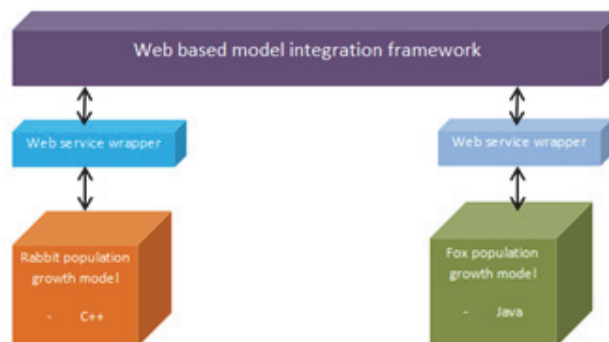 Web based model integration framework
Web service wrapper
Web service wrapper
Rabbit population
growth model
- C++
Fox population
growth model
- Java